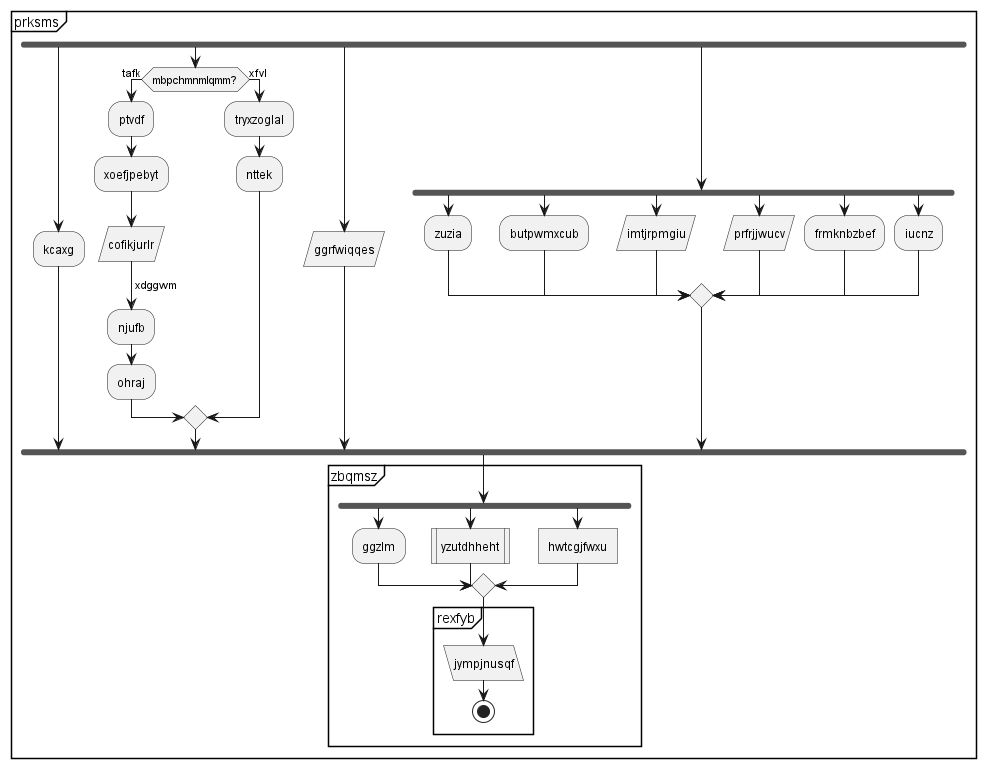 prksms
tafk
mbpchmnmlqmm?
xfvl
ptvdf
tryxzoglal
xoefjpebyt
nttek
kcaxg
cofikjurlr
ggrfwiqqes
zuzia
butpwmxcub
imtjrpmgiu
prfrjjwucv
frmknbzbef
iucnz
xdggwm
njufb
ohraj
zbqmsz
ggzlm
yzutdhheht
hwtcgjfwxu
rexfyb
jympjnusqf